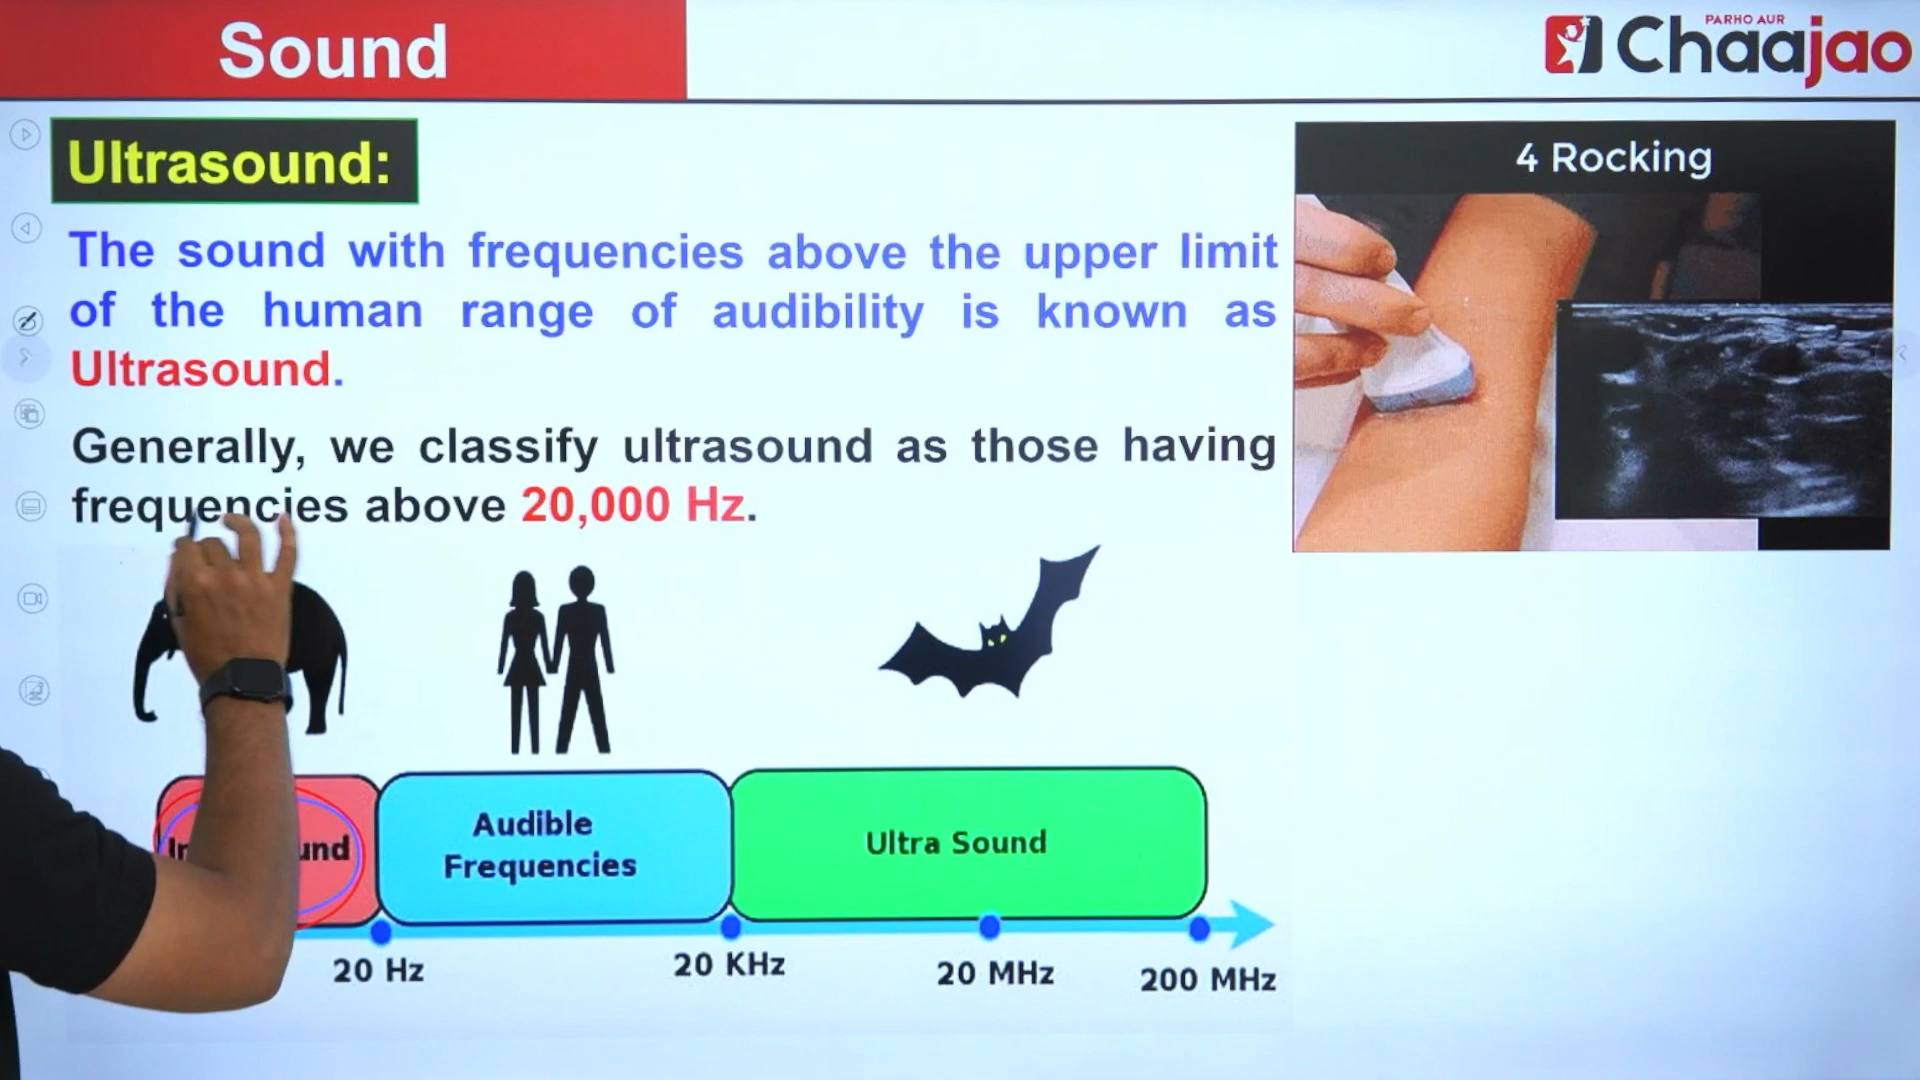 Sound
PARHO AUR
Chaajao
Ultrasound:
4 Rocking
The sound with frequencies above the upper limit
of the human range of audibility is known as
Ultrasound.
Generally, we classify ultrasound as those having
frequencies above 20,000 Hz.
Audible
Frequencies
Ultra Sound
20 Hz
20 KHz
20 MHz
200 MHz